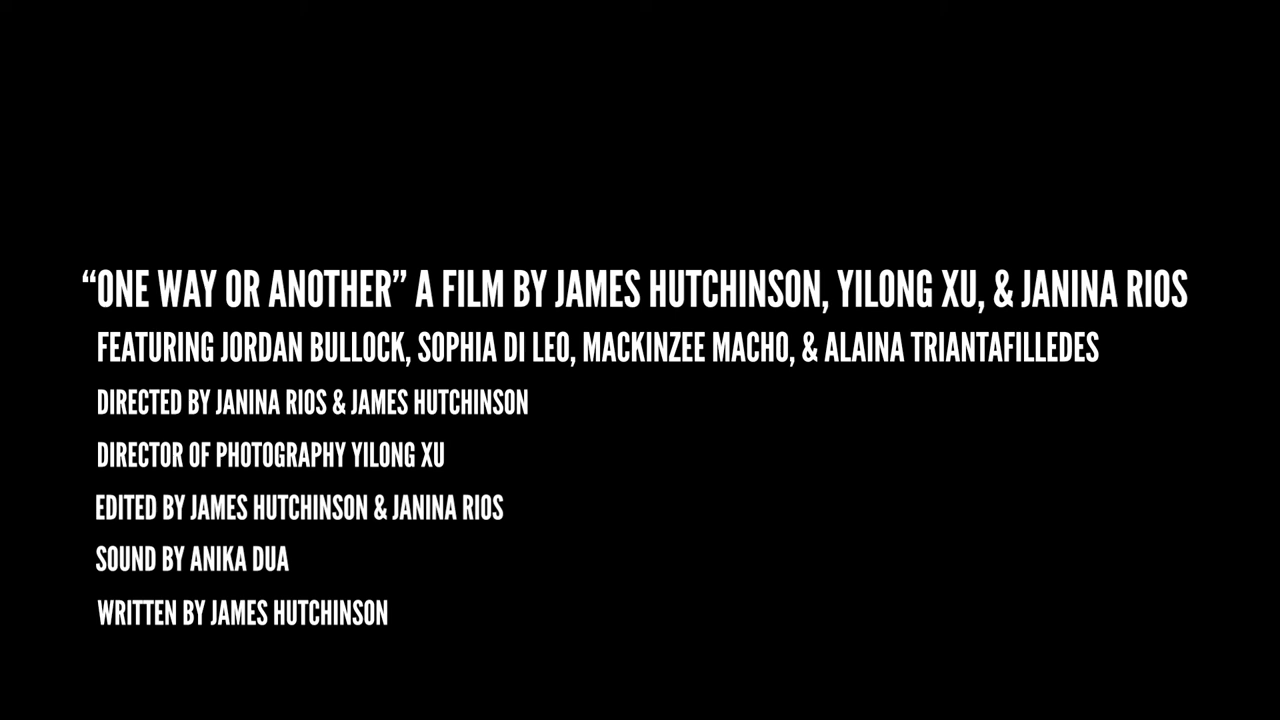 “ONE WAY OR ANOTHER” A FILM BY JAMES HUTCHINSON, YILONG XU, & JANINA RIOS
FEATURING JORDAN BULLOCK, SOPHIA DI LEO, MACKINZEE MACHO, & ALAINA TRIANTAFILLEDES
DIRECTED BY JANINA RIOS & JAMES HUTCHINSON
DIRECTOR OF PHOTOGRAPHY YILONG XU
EDITED BY JAMES HUTCHINSON & JANINA RIOS
SOUND BY ANIKA DUA
WRITTEN BY JAMES HUTCHINSON